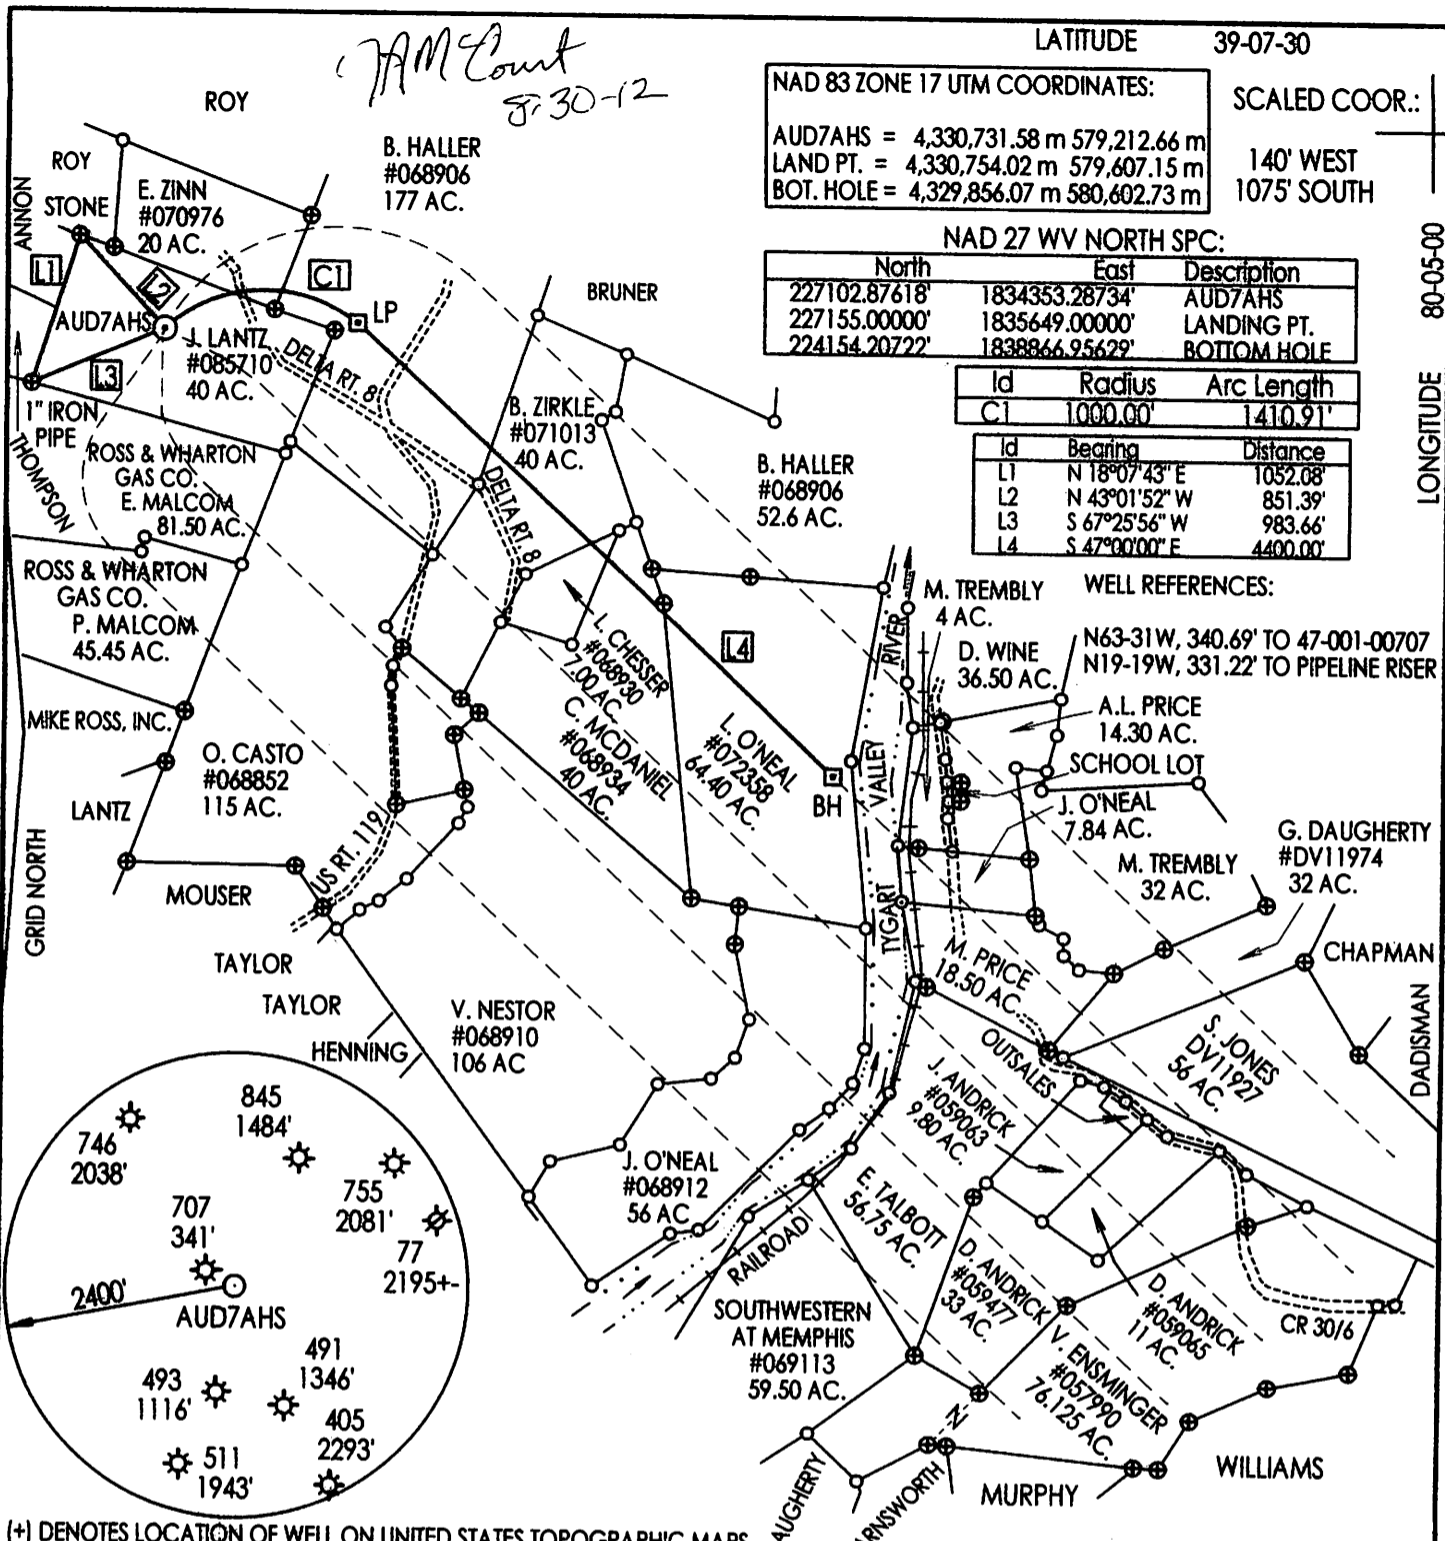 JAM Court
8-30-12
LATITUDE 39-07-30
NAD 83 ZONE 17 UTM COORDINATES:
AUD7AHS = 4,330,731.58 m 579,212.66 m
LAND PT. = 4,330,754.02 m 579,607.15 m
BOT. HOLE = 4,329,856.07 m 580,602.73 m
SCALED COOR.:
140' WEST
1075' SOUTH
LONGITUDE 80-05-00
NAD 27 WV NORTH SPC:
North East Description
227102.87618' 1834353.28734' AUD7AHS
227155.00000' 1835649.00000' LANDING PT.
224154.20722' 1838866.95629' BOTTOM HOLE
Id Radius Arc Length
C1 1000.00' 1410.91'
Id Bearing Distance
L1 N 18°07'43" E 1052.08'
L2 N 43°01'52" W 851.39'
L3 S 67°25'56" W 983.66'
L4 S 47°00'00" E 4400.00'
WELL REFERENCES:
N63-31W, 340.69' TO 47-001-00707
N19-19W, 331.22' TO PIPELINE RISER
ROY
ROY
ANNON
STONE
E. ZINN
#070976
20 AC.
B. HALLER
#068906
177 AC.
L1
L2
C1
LP
BRUNER
AUD7AHS
J. LANTZ
#085710
40 AC.
L3
DELTA RT. 8
1" IRON
PIPE
THOMPSON
ROSS & WHARTON
GAS CO.
E. MALCOM
81.50 AC.
B. ZIRKLE
#071013
40 AC.
DELTA RT. 8
B. HALLER
#068906
52.6 AC.
ROSS & WHARTON
GAS CO.
P. MALCOM
45.45 AC.
L. CHESSER
#068930
7.00 AC.
C. MCDANIEL
#068934
40 AC.
L4
L. O'NEAL
#072358
64.40 AC.
BH
TYGART VALLEY RIVER
M. TREMBLY
4 AC.
D. WINE
36.50 AC.
A.L. PRICE
14.30 AC.
SCHOOL LOT
J. O'NEAL
7.84 AC.
M. TREMBLY
32 AC.
G. DAUGHERTY
#DV11974
32 AC.
CHAPMAN
DADISMAN
MIKE ROSS, INC.
O. CASTO
#068852
115 AC.
LANTZ
US RT. 119
GRID NORTH
MOUSER
TAYLOR
TAYLOR
HENNING
V. NESTOR
#068910
106 AC
M. PRICE
18.50 AC.
OUTSALES
S. JONES
DV11927
56 AC.
J. ANDRICK
#059063
9.80 AC.
J. O'NEAL
#068912
56 AC
E. TALBOTT
56.75 AC.
RAILROAD
D. ANDRICK
#059477
33 AC.
D. ANDRICK
#059065
11 AC.
CR 30/6
SOUTHWESTERN
AT MEMPHIS
#069113
59.50 AC.
V. ENSMINGER
#057990
76.125 AC.
WILLIAMS
MURPHY
845
1484'
746
2038'
707
341'
755
2081'
77
2195+-
2400'
AUD7AHS
491
1346'
493
1116'
405
2293'
511
1943'
(+) DENOTES LOCATION OF WELL ON UNITED STATES TOPOGRAPHIC MAPS
AUGHERTY
ARNSWORTH